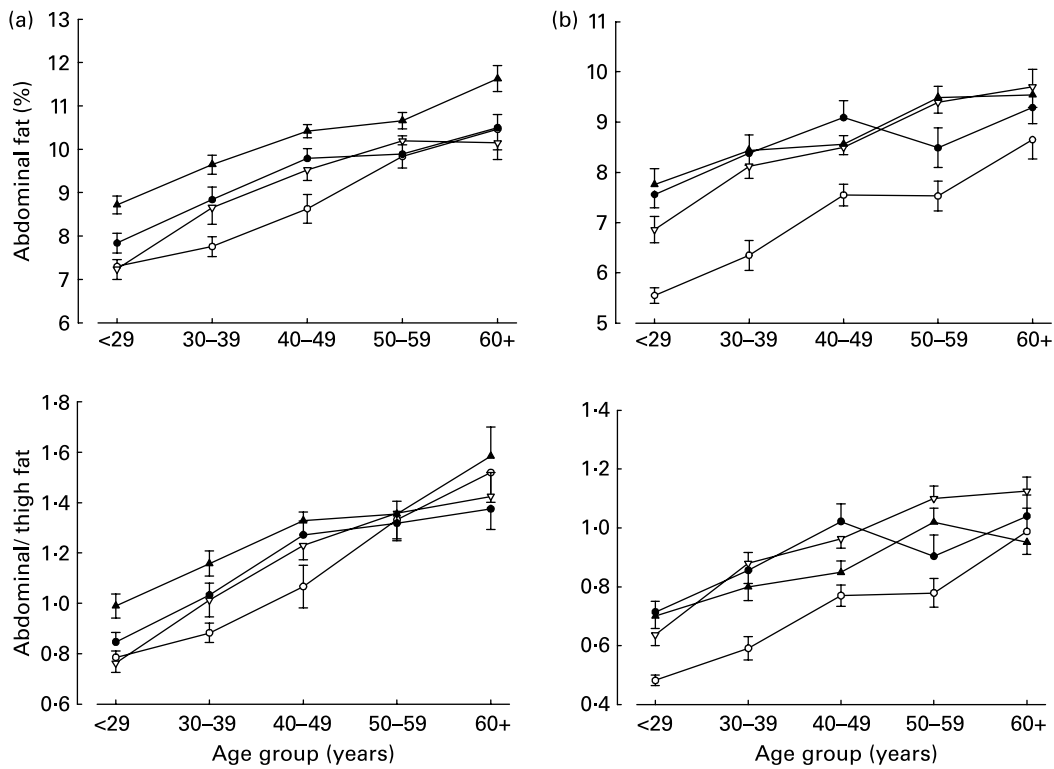 (a)
Abdominal fat (%)
13
12
11
10
9
8
7
6
<29 30–39 40–49 50–59 60+
(b)
11
10
9
8
7
6
5
<29 30–39 40–49 50–59 60+
Abdominal/ thigh fat
1·8
1·6
1·4
1·2
1·0
0·8
0·6
<29 30–39 40–49 50–59 60+
Age group (years)
1·4
1·2
1·0
0·8
0·6
0·4
<29 30–39 40–49 50–59 60+
Age group (years)